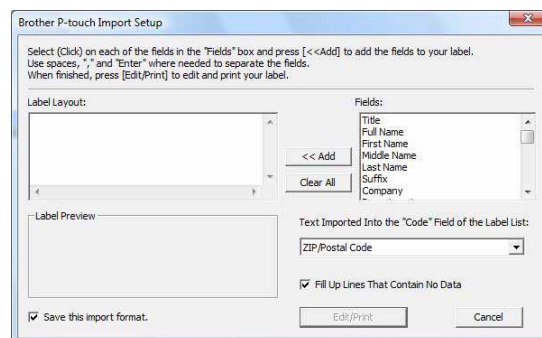 Brother P-touch Import Setup
Select (Click) on each of the fields in the "Fields" box and press [<<Add] to add the fields to your label.
Use spaces, "," and "Enter" where needed to separate the fields.
When finished, press [Edit/Print] to edit and print your label.
Label Layout:
Fields:
Title
Full Name
First Name
Middle Name
Last Name
Suffix
Company
<< Add
Clear All
Label Preview
Text Imported Into the "Code" Field of the Label List:
ZIP/Postal Code
Fill Up Lines That Contain No Data
Save this import format.
Edit/Print
Cancel